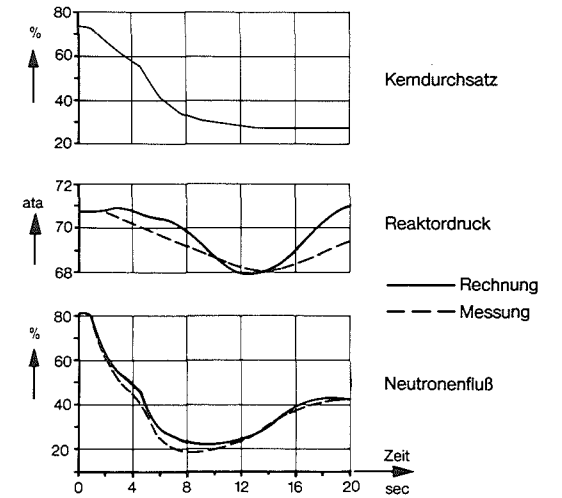 80
%
60
40
20
Kerndurchsatz
72
ata
70
68
Reaktordruck
Rechnung
Messung
80
%
60
40
20
Neutronenfluß
Zeit
0 4 8 12 16 20 sec